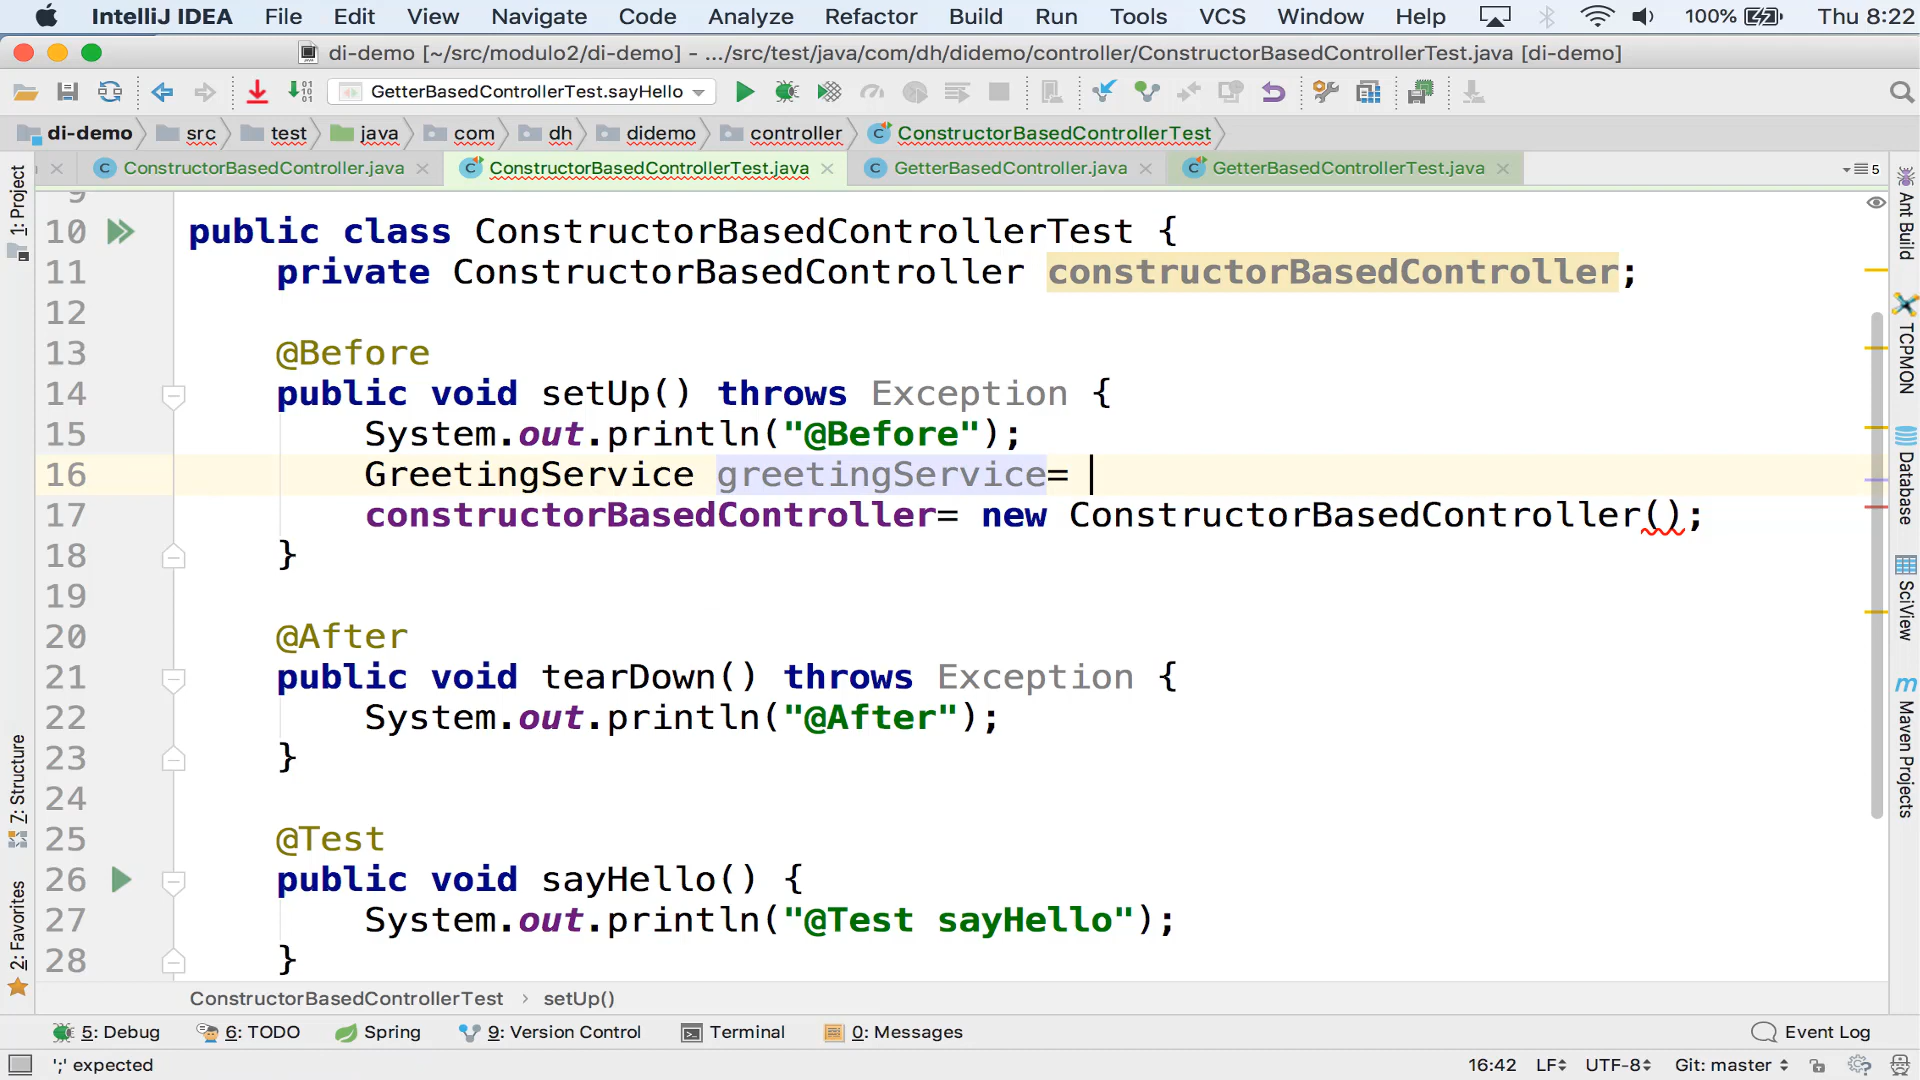 IntelliJ IDEA File Edit View Navigate Code Analyze Refactor Build Run Tools VCS Window Help 100% Thu 8:22
di-demo [~/src/modulo2/di-demo] - .../src/test/java/com/dh/didemo/controller/ConstructorBasedControllerTest.java [di-demo]
GetterBasedControllerTest.sayHello
di-demo src test java com dh didemo controller ConstructorBasedControllerTest
ConstructorBasedController.java ConstructorBasedControllerTest.java GetterBasedController.java GetterBasedControllerTest.java 5
9
10 public class ConstructorBasedControllerTest {
11 private ConstructorBasedController constructorBasedController;
12
13 @Before
14 public void setUp() throws Exception {
15 System.out.println("@Before");
16 GreetingService greetingService=
17 constructorBasedController= new ConstructorBasedController();
18 }
19
20 @After
21 public void tearDown() throws Exception {
22 System.out.println("@After");
23 }
24
25 @Test
26 public void sayHello() {
27 System.out.println("@Test sayHello");
28 }
1: Project
7: Structure
2: Favorites
Ant Build
TCPMON
Database
SciView
Maven Projects
ConstructorBasedControllerTest › setUp()
5: Debug 6: TODO Spring 9: Version Control Terminal 0: Messages Event Log
';' expected 16:42 LF UTF-8 Git: master